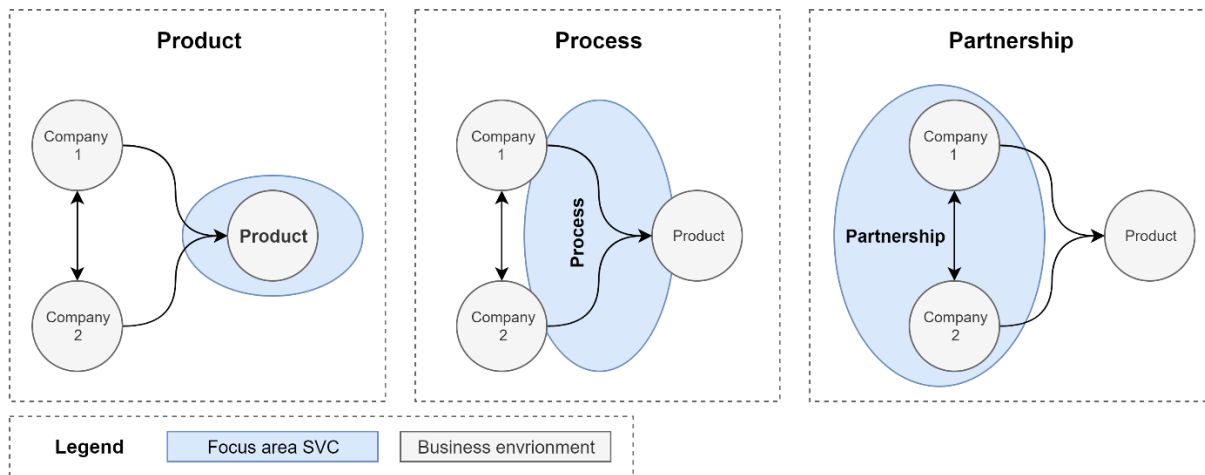 Product
Company
1
Product
Company
2
Process
Company
1
Process
Product
Company
2
Partnership
Company
1
Partnership
Product
Company
2
Legend
Focus area SVC
Business envrionment